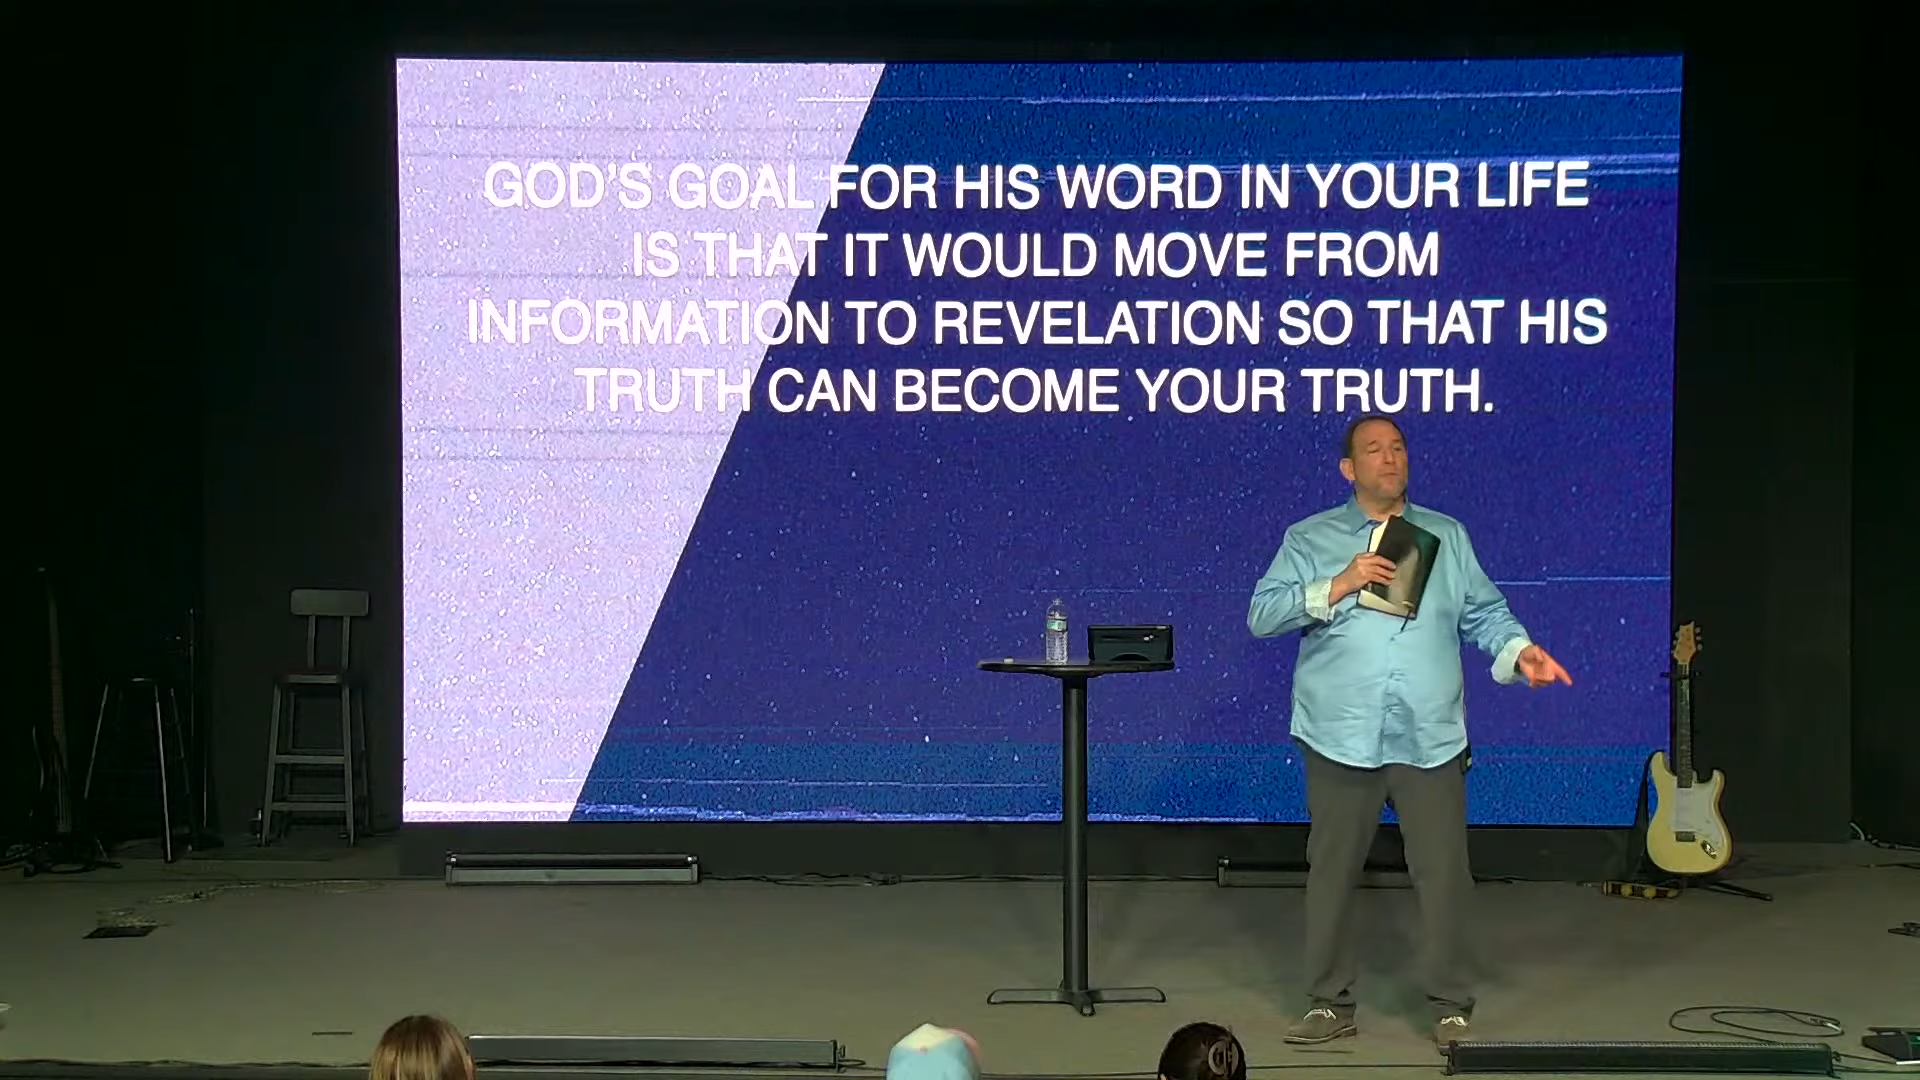 GOD'S GOAL FOR HIS WORD IN YOUR LIFE
IS THAT IT WOULD MOVE FROM
INFORMATION TO REVELATION SO THAT HIS
TRUTH CAN BECOME YOUR TRUTH.